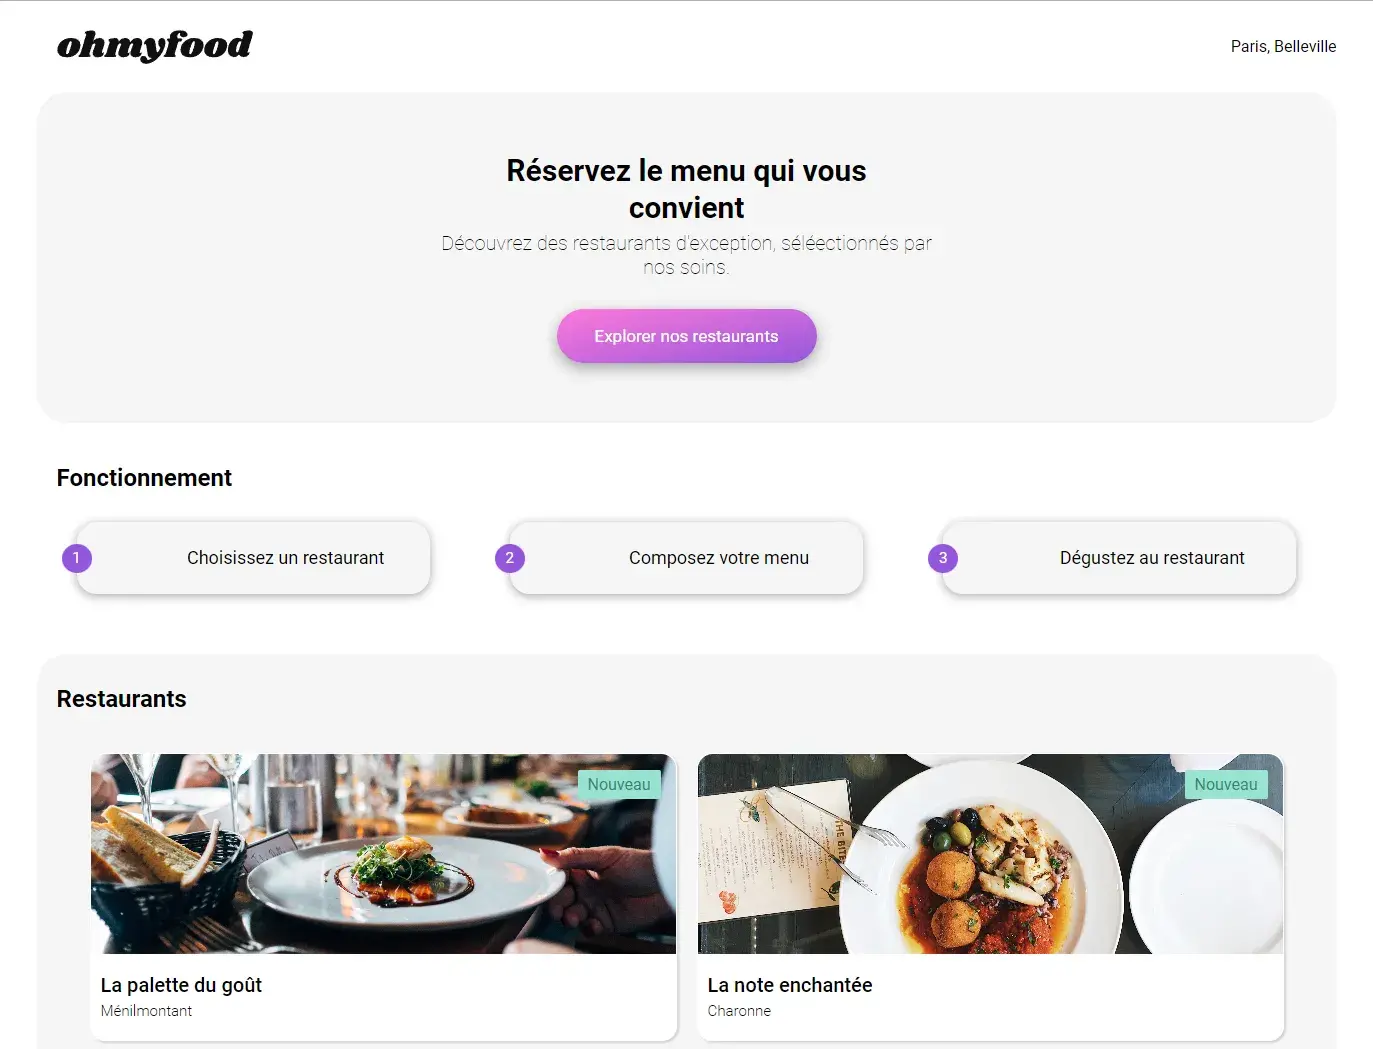 ohmyfood
Paris, Belleville
Réservez le menu qui vous
convient
Découvrez des restaurants d'exception, séléectionnés par
nos soins.
Explorer nos restaurants
Fonctionnement
1
Choisissez un restaurant
2
Composez votre menu
3
Dégustez au restaurant
Restaurants
Nouveau
Nouveau
La palette du goût
Ménilmontant
La note enchantée
Charonne